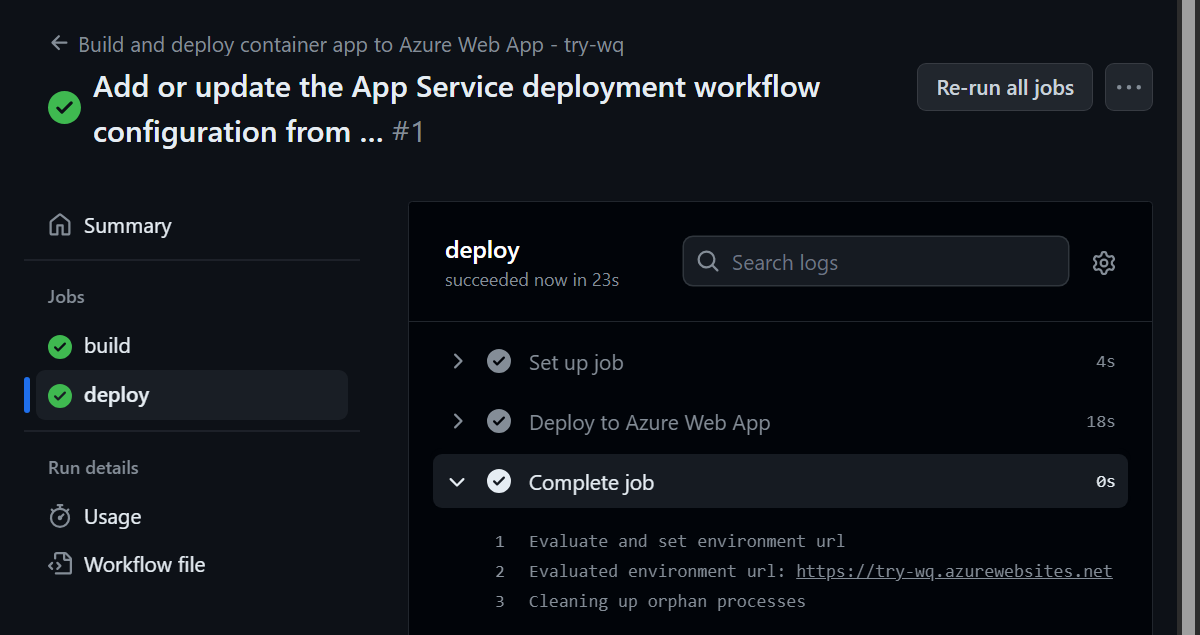 Build and deploy container app to Azure Web App - try-wq
Add or update the App Service deployment workflow
configuration from ... #1
Re-run all jobs
Summary
Jobs
build
deploy
Run details
Usage
Workflow file
deploy
succeeded now in 23s
Search logs
Set up job 4s
Deploy to Azure Web App 18s
Complete job 0s
1 Evaluate and set environment url
2 Evaluated environment url: https://try-wq.azurewebsites.net
3 Cleaning up orphan processes